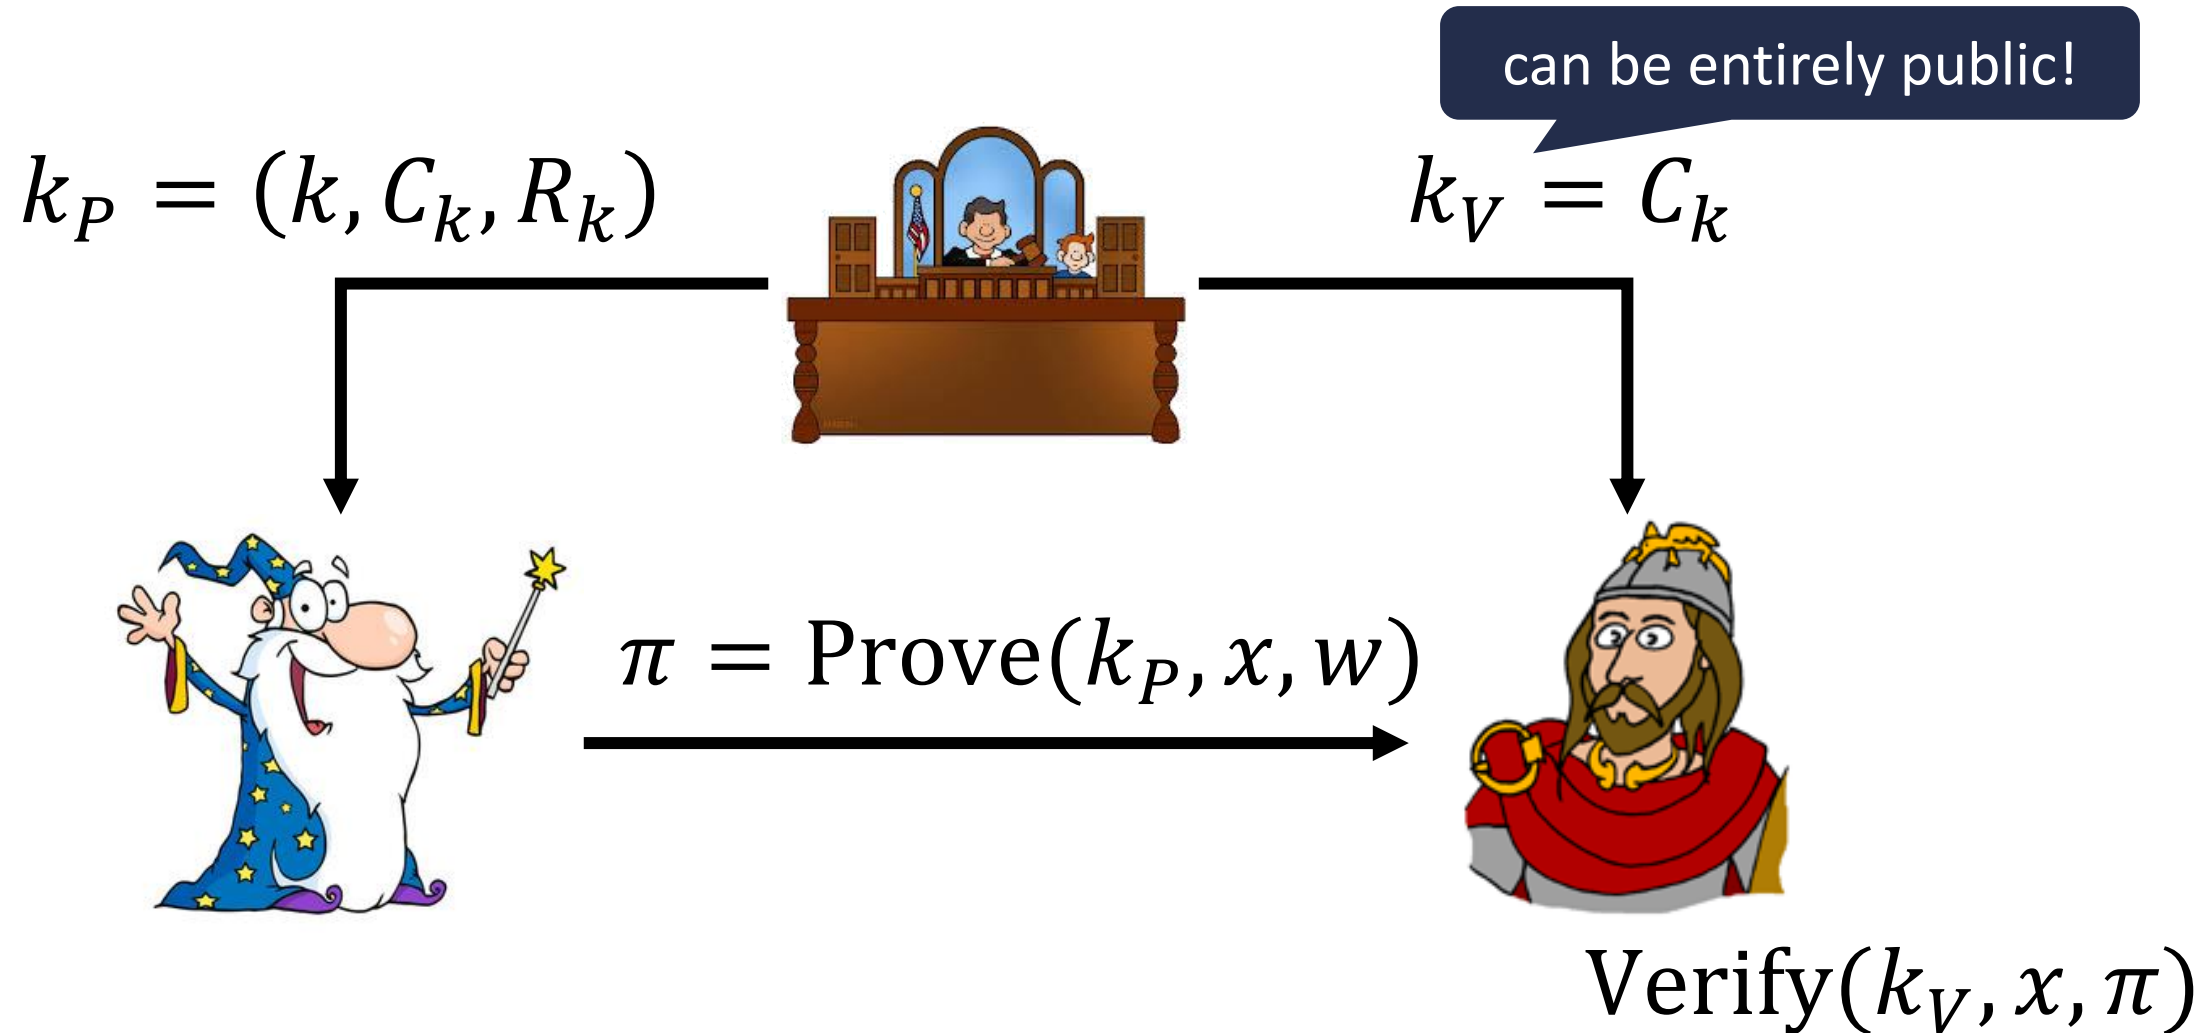 can be entirely public!
k_P = (k, C_k, R_k)
k_V = C_k
π = Prove(k_P, x, w)
Verify(k_V, x, π)